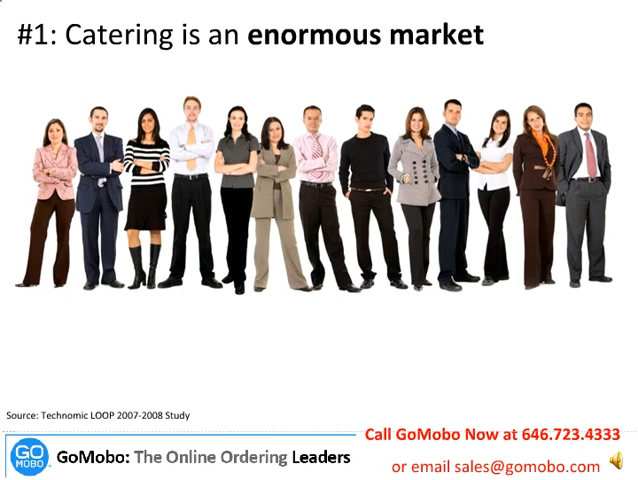 #1: Catering is an enormous market
Source: Technomic LOOP 2007-2008 Study
Call GoMobo Now at 646.723.4333
GO
MOBO
GoMobo: The Online Ordering Leaders
or email sales@gomobo.com